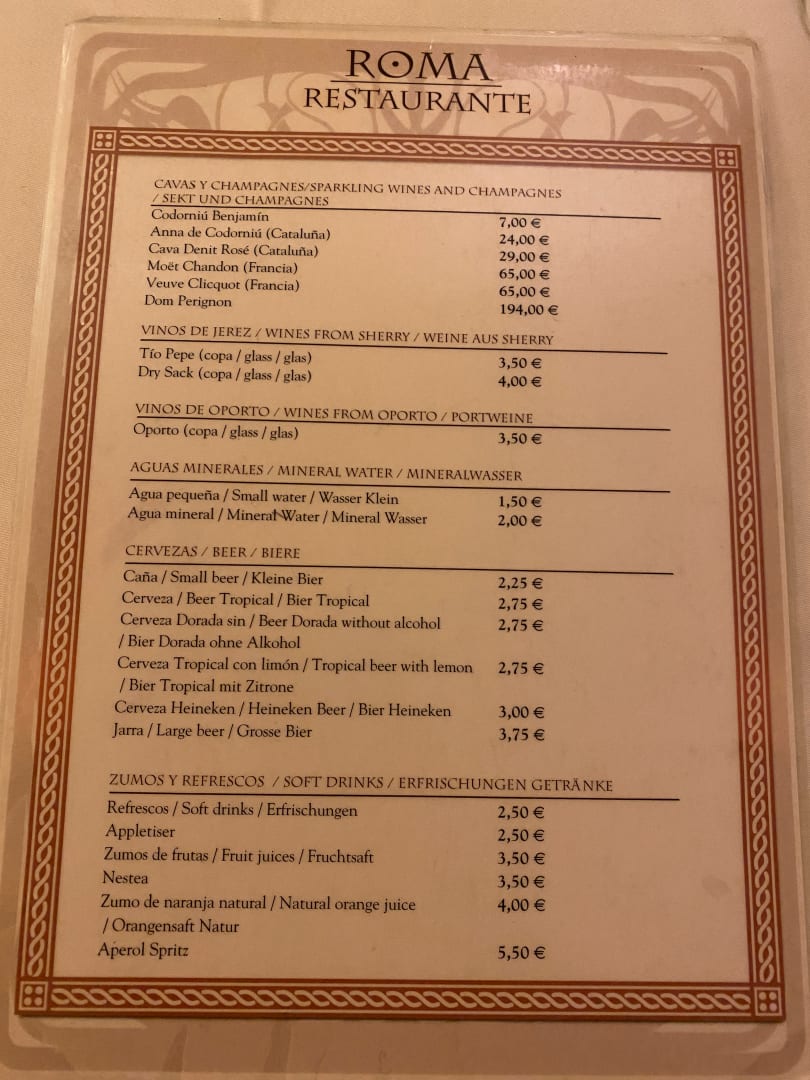 ROMA
RESTAURANTE
CAVAS Y CHAMPAGNES/SPARKLING WINES AND CHAMPAGNES
/ SEKT UND CHAMPAGNES
Codorniú Benjamín 7,00 €
Anna de Codorniú (Cataluña) 24,00 €
Cava Denit Rosé (Cataluña) 29,00 €
Moët Chandon (Francia) 65,00 €
Veuve Clicquot (Francia) 65,00 €
Dom Perignon 194,00 €
VINOS DE JEREZ / WINES FROM SHERRY / WEINE AUS SHERRY
Tío Pepe (copa / glass / glas) 3,50 €
Dry Sack (copa / glass / glas) 4,00 €
VINOS DE OPORTO / WINES FROM OPORTO / PORTWEINE
Oporto (copa / glass / glas) 3,50 €
AGUAS MINERALES / MINERAL WATER / MINERALWASSER
Agua pequeña / Small water / Wasser Klein 1,50 €
Agua mineral / Mineral Water / Mineral Wasser 2,00 €
CERVEZAS / BEER / BIERE
Caña / Small beer / Kleine Bier 2,25 €
Cerveza / Beer Tropical / Bier Tropical 2,75 €
Cerveza Dorada sin / Beer Dorada without alcohol 2,75 €
/ Bier Dorada ohne Alkohol
Cerveza Tropical con limón / Tropical beer with lemon 2,75 €
/ Bier Tropical mit Zitrone
Cerveza Heineken / Heineken Beer / Bier Heineken 3,00 €
Jarra / Large beer / Grosse Bier 3,75 €
ZUMOS Y REFRESCOS / SOFT DRINKS / ERFRISCHUNGEN GETRÄNKE
Refrescos / Soft drinks / Erfrischungen 2,50 €
Appletiser 2,50 €
Zumos de frutas / Fruit juices / Fruchtsaft 3,50 €
Nestea 3,50 €
Zumo de naranja natural / Natural orange juice 4,00 €
/ Orangensaft Natur
Aperol Spritz 5,50 €